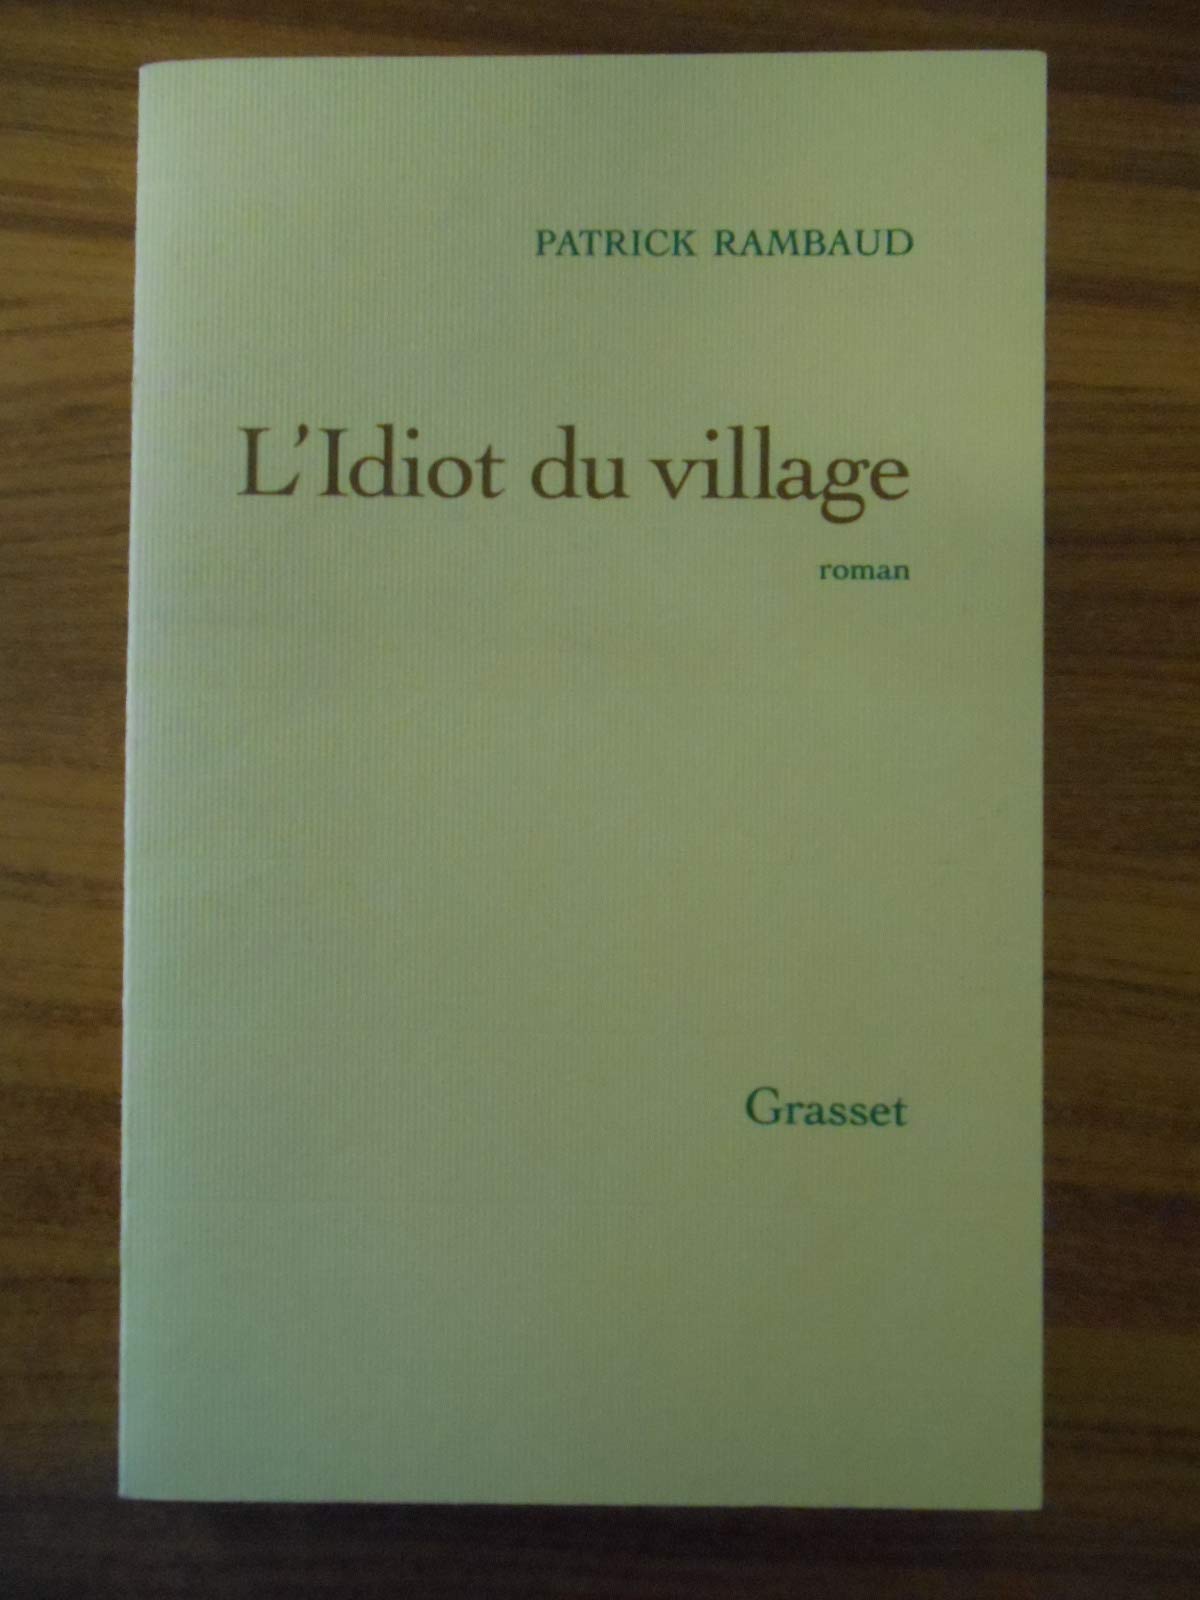 PATRICK RAMBAUD
L'Idiot du village
roman
Grasset